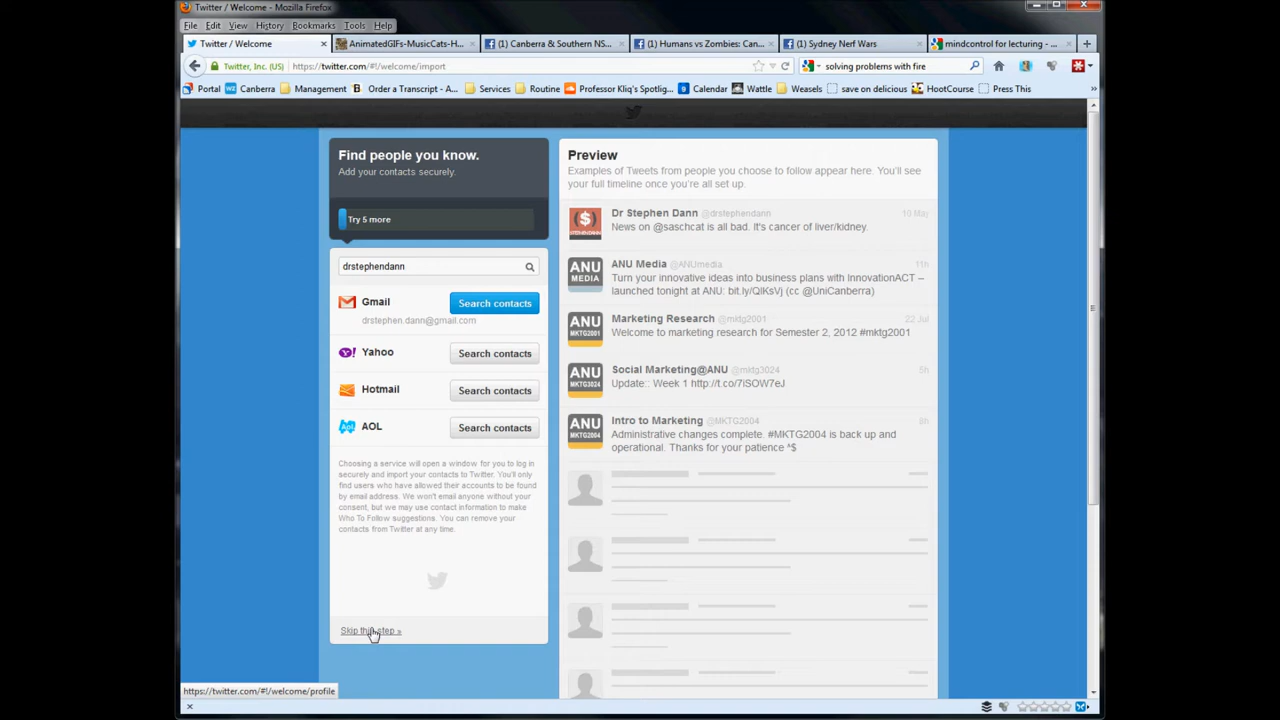 Twitter / Welcome - Mozilla Firefox
File Edit View History Bookmarks Tools Help
Twitter / Welcome × AnimatedGIFs-MusicCats-H... × (1) Canberra & Southern NS... × (1) Humans vs Zombies: Can... × (1) Sydney Nerf Wars × mindcontrol for lecturing - ... × +
Twitter, Inc. (US) https://twitter.com/#!/welcome/import solving problems with fire
Portal Canberra Management Order a Transcript - A... Services Routine Professor Kliq's Spotlig... Calendar Wattle Weasels save on delicious HootCourse Press This »
Find people you know.
Add your contacts securely.
Try 5 more
drstephendann
Gmail Search contacts
drstephen.dann@gmail.com
Yahoo Search contacts
Hotmail Search contacts
AOL Search contacts
Choosing a service will open a window for you to log in
securely and import your contacts to Twitter. You'll only
find users who have allowed their accounts to be found
by email address. We won't email anyone without your
consent, but we may use contact information to make
Who To Follow suggestions. You can remove your
contacts from Twitter at any time.
Skip this step »
Preview
Examples of Tweets from people you choose to follow appear here. You'll see
your full timeline once you're all set up.
Dr Stephen Dann @drstephendann 10 May
News on @saschcat is all bad. It's cancer of liver/kidney.
ANU MEDIA
ANU Media @ANUmedia 11h
Turn your innovative ideas into business plans with InnovationACT –
launched tonight at ANU: bit.ly/QlKsVj (cc @UniCanberra)
ANU MKTG2001
Marketing Research @mktg2001 22 Jul
Welcome to marketing research for Semester 2, 2012 #mktg2001
ANU MKTG3024
Social Marketing@ANU @mktg3024 5h
Update:: Week 1 http://t.co/7iSOW7eJ
ANU MKTG2004
Intro to Marketing @MKTG2004 8h
Administrative changes complete. #MKTG2004 is back up and
operational. Thanks for your patience ^$
https://twitter.com/#!/welcome/profile